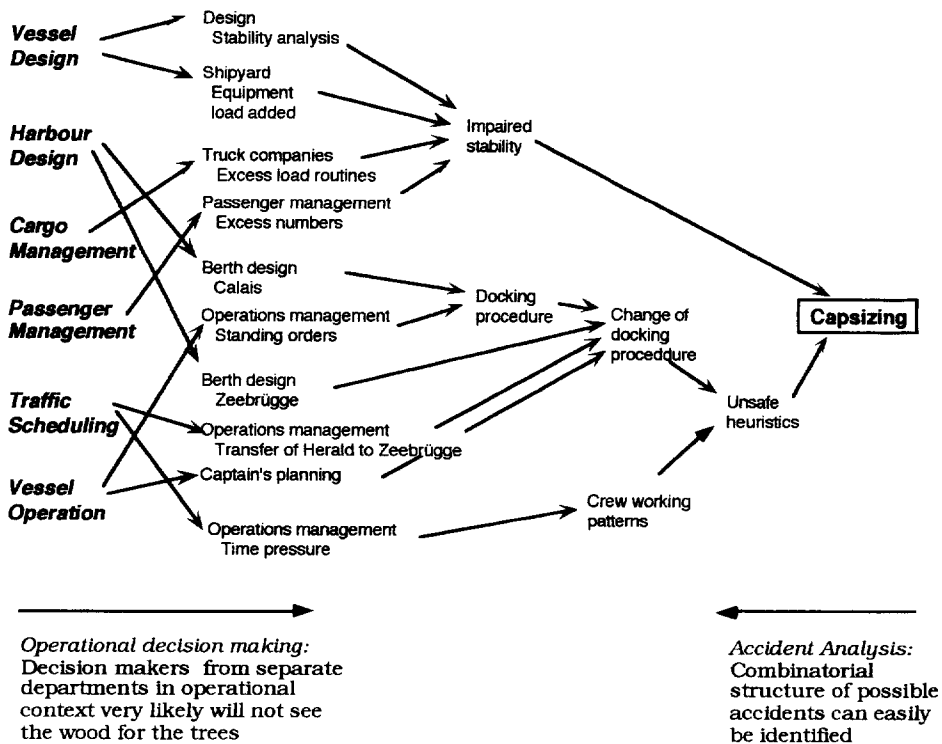 Vessel
Design
Harbour
Design
Cargo
Management
Passenger
Management
Traffic
Scheduling
Vessel
Operation
Design
Stability analysis
Shipyard
Equipment
load added
Truck companies
Excess load routines
Passenger management
Excess numbers
Berth design
Calais
Operations management
Standing orders
Berth design
Zeebrügge
Operations management
Transfer of Herald to Zeebrügge
Captain's planning
Operations management
Time pressure
Impaired
stability
Docking
procedure
Change of
docking
proceddure
Unsafe
heuristics
Crew working
patterns
Capsizing
Operational decision making:
Decision makers from separate
departments in operational
context very likely will not see
the wood for the trees
Accident Analysis:
Combinatorial
structure of possible
accidents can easily
be identified